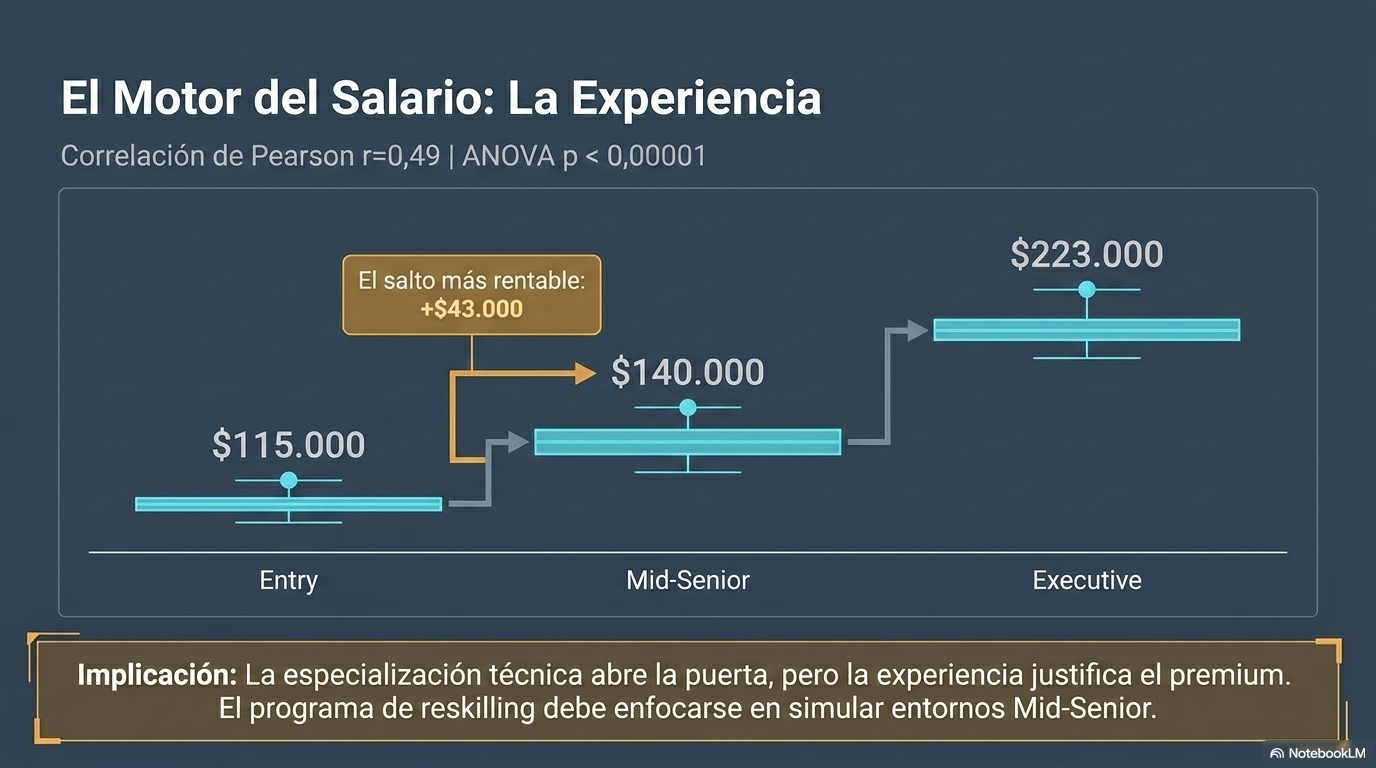 El Motor del Salario: La Experiencia
Correlación de Pearson r=0,49 | ANOVA p < 0,00001
El salto más rentable:
+$43.000
$115.000
$140.000
$223.000
Entry
Mid-Senior
Executive
Implicación: La especialización técnica abre la puerta, pero la experiencia justifica el premium.
El programa de reskilling debe enfocarse en simular entornos Mid-Senior.
NotebookLM